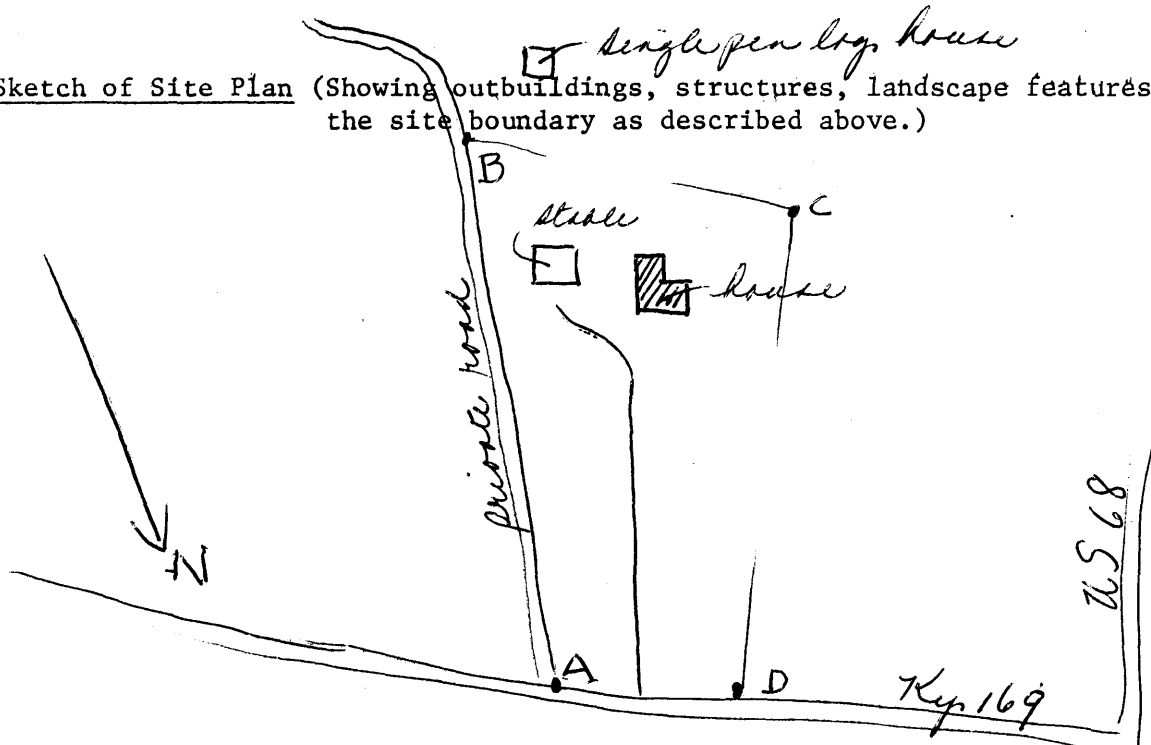 single pen log house
Sketch of Site Plan (Showing outbuildings, structures, landscape features
the site boundary as described above.)
B
C
stable
house
private road
N
US 68
A
D
Ky 169